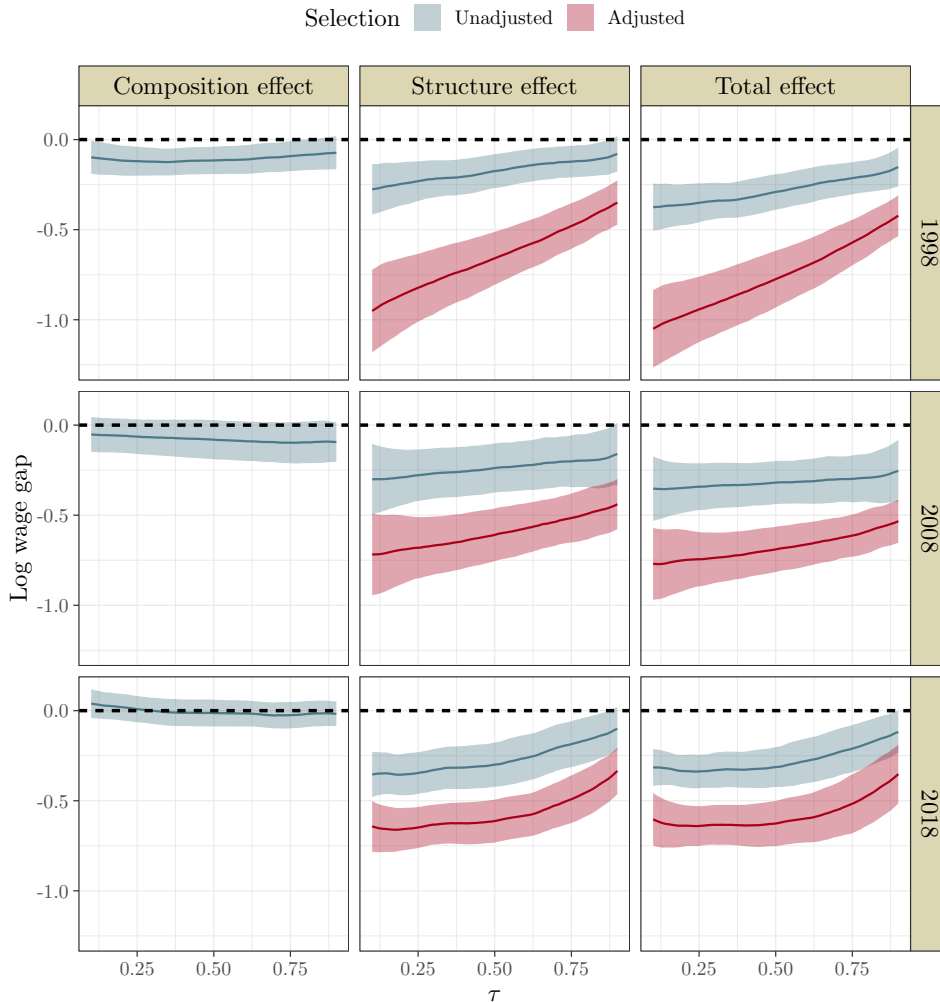 Selection Unadjusted Adjusted
Composition effect Structure effect Total effect
0.0
-0.5
-1.0
1998
0.0
-0.5
-1.0
2008
0.0
-0.5
-1.0
2018
Log wage gap
0.25 0.50 0.75 0.25 0.50 0.75 0.25 0.50 0.75
τ